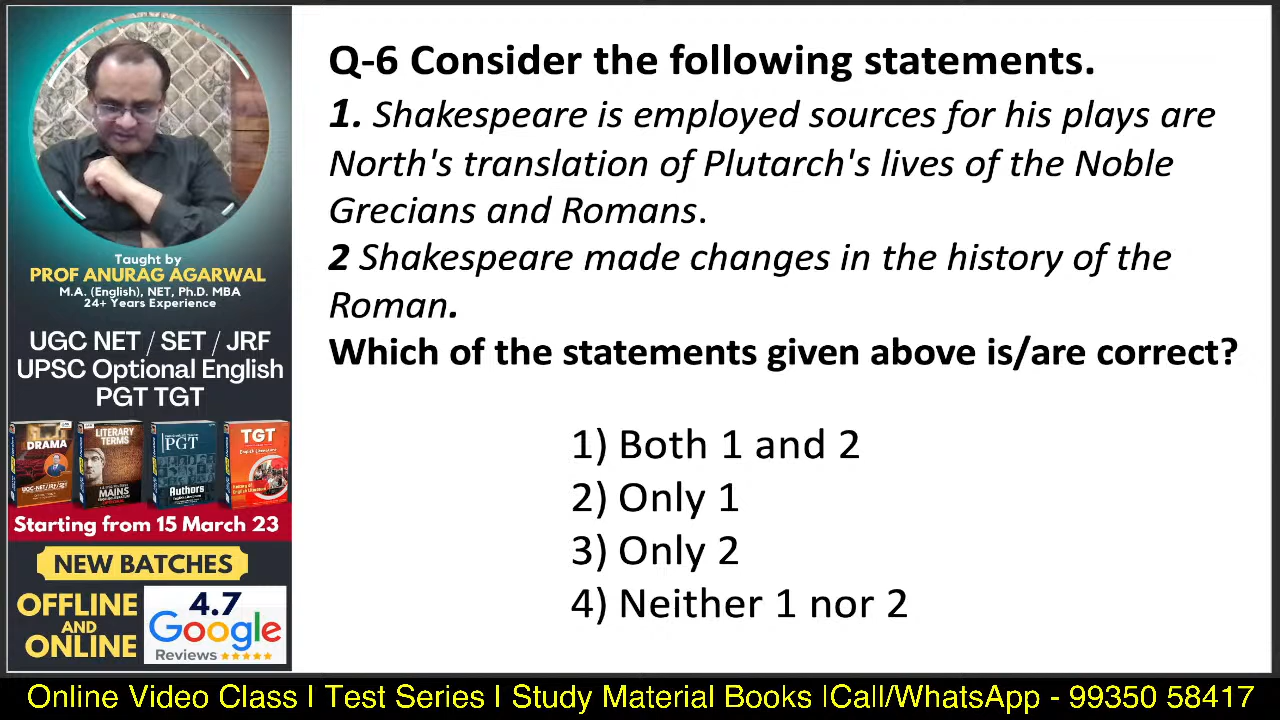 Q-6 Consider the following statements.
1. Shakespeare is employed sources for his plays are
North's translation of Plutarch's lives of the Noble
Grecians and Romans.
2 Shakespeare made changes in the history of the
Roman.
Which of the statements given above is/are correct?
1) Both 1 and 2
2) Only 1
3) Only 2
4) Neither 1 nor 2
Taught by
PROF ANURAG AGARWAL
M.A. (English), NET, Ph.D. MBA
24+ Years Experience
UGC NET / SET / JRF
UPSC Optional English
PGT TGT
DRAMA
LITERARY
TERMS
MAINS
PGT
Authors
TGT
Starting from 15 March 23
NEW BATCHES
OFFLINE
AND
ONLINE
4.7
Google
Reviews
Online Video Class I Test Series I Study Material Books |Call/WhatsApp - 99350 58417